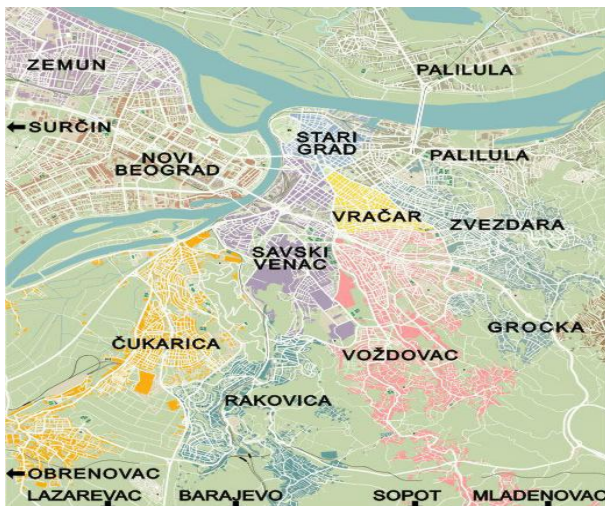 ZEMUN
PALILULA
SURČIN
STARI
GRAD
NOVI
BEOGRAD
PALILULA
VRAČAR
ZVEZDARA
SAVSKI
VENAC
GROCKA
ČUKARICA
VOŽDOVAC
RAKOVICA
OBRENOVAC
LAZAREVAC
BARAJEVO
SOPOT
MLADENOVAC